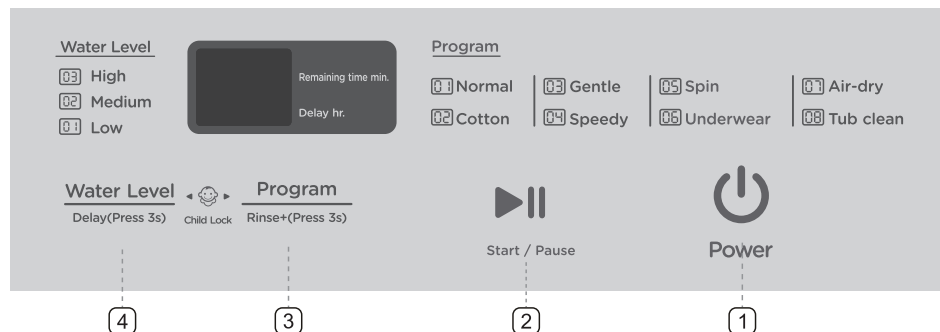 Water Level
03 High
02 Medium
01 Low
Remaining time min.
Delay hr.
Program
01 Normal
03 Gentle
05 Spin
07 Air-dry
02 Cotton
04 Speedy
06 Underwear
08 Tub clean
Water Level
Delay(Press 3s)
Child Lock
Program
Rinse+(Press 3s)
Start / Pause
Power
4
3
2
1